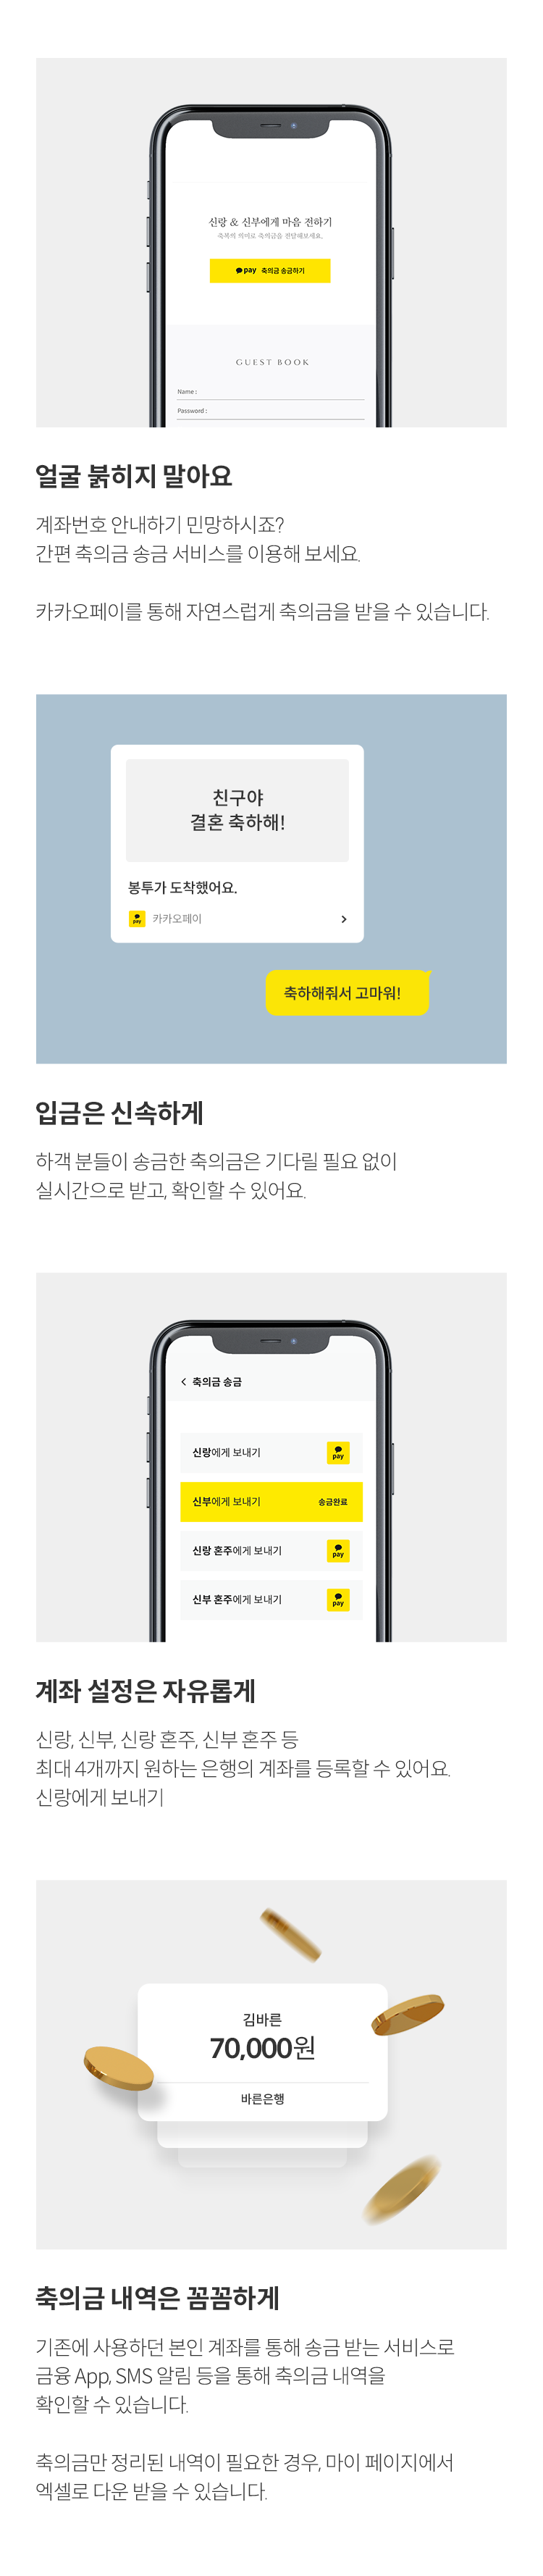 신랑 & 신부에게 마음 전하기
축복의 의미로 축의금을 전달해보세요.
pay 축의금 송금하기
GUEST BOOK
Name :
Password :
얼굴 붉히지 말아요
계좌번호 안내하기 민망하시죠?
간편 축의금 송금 서비스를 이용해 보세요.
카카오페이를 통해 자연스럽게 축의금을 받을 수 있습니다.
친구야
결혼 축하해!
봉투가 도착했어요.
pay 카카오페이
축하해줘서 고마워!
입금은 신속하게
하객 분들이 송금한 축의금은 기다릴 필요 없이
실시간으로 받고, 확인할 수 있어요.
축의금 송금
신랑에게 보내기 pay
신부에게 보내기 송금완료
신랑 혼주에게 보내기 pay
신부 혼주에게 보내기 pay
계좌 설정은 자유롭게
신랑, 신부, 신랑 혼주, 신부 혼주 등
최대 4개까지 원하는 은행의 계좌를 등록할 수 있어요.
신랑에게 보내기
김바른
70,000원
바른은행
축의금 내역은 꼼꼼하게
기존에 사용하던 본인 계좌를 통해 송금 받는 서비스로
금융 App, SMS 알림 등을 통해 축의금 내역을
확인할 수 있습니다.
축의금만 정리된 내역이 필요한 경우, 마이 페이지에서
엑셀로 다운 받을 수 있습니다.